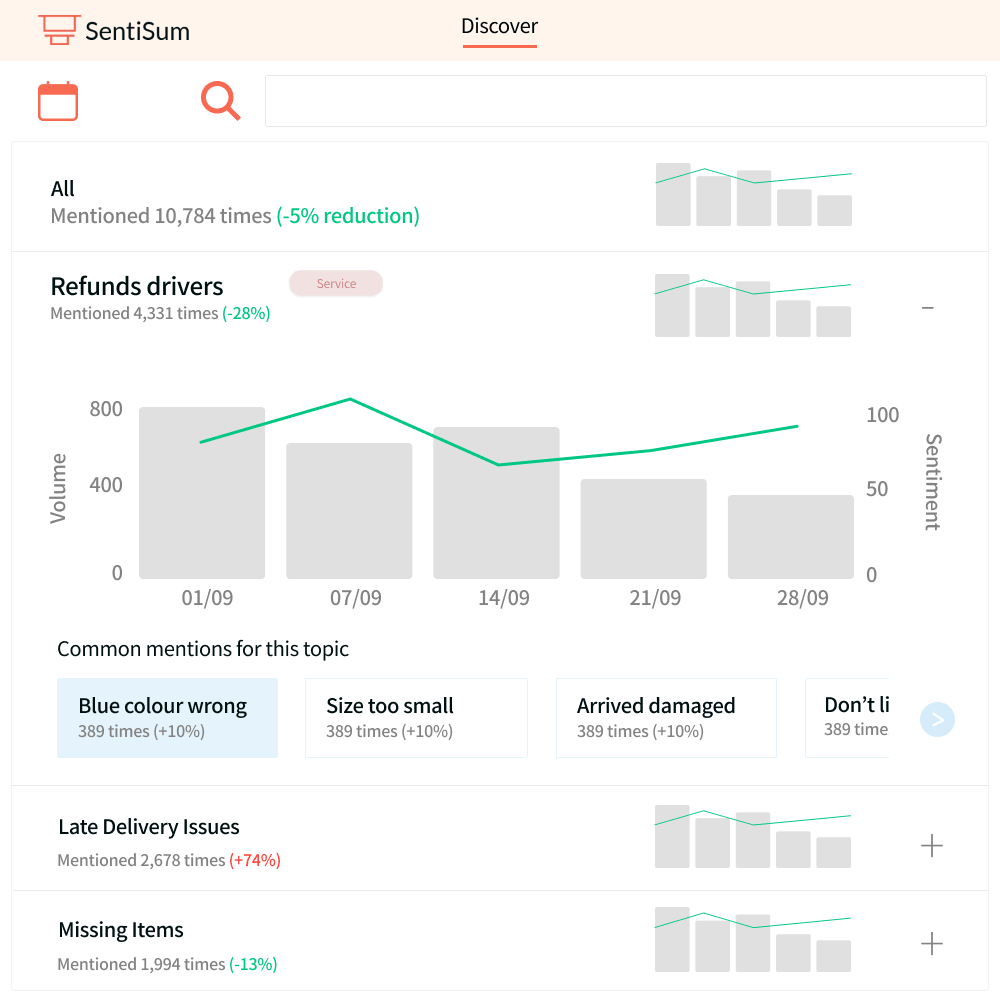 SentiSum
Discover
All
Mentioned 10,784 times (-5% reduction)
Refunds drivers
Service
Mentioned 4,331 times (-28%)
800
400
0
Volume
100
50
0
Sentiment
01/09 07/09 14/09 21/09 28/09
Common mentions for this topic
Blue colour wrong
389 times (+10%)
Size too small
389 times (+10%)
Arrived damaged
389 times (+10%)
Don’t li
389 time
>
Late Delivery Issues
Mentioned 2,678 times (+74%)
Missing Items
Mentioned 1,994 times (-13%)